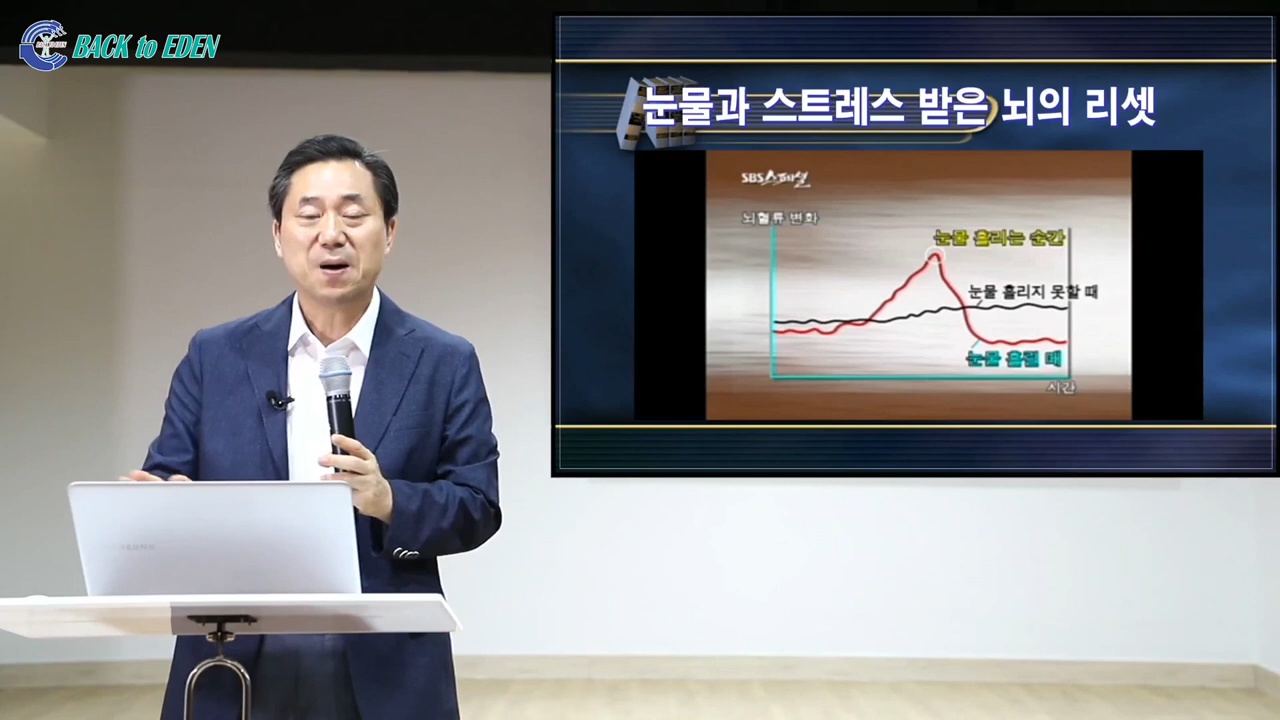 BACK to EDEN
눈물과 스트레스 받은 뇌의 리셋
SBS스페셜
뇌혈류 변화
눈물 흘리는 순간
눈물 흘리지 못할 때
눈물 흘릴 때
시간